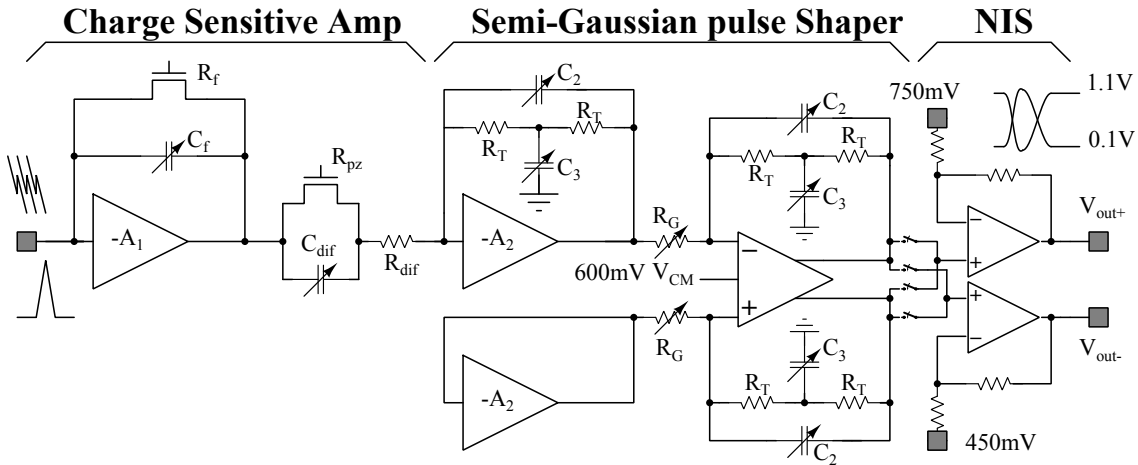 Charge Sensitive Amp
Semi-Gaussian pulse Shaper
NIS
R_f
C_f
-A_1
R_pz
C_dif
R_dif
C_2
R_T
R_T
C_3
-A_2
R_G
600mV
V_CM
C_2
R_T
R_T
C_3
−
+
750mV
1.1V
0.1V
−
+
V_out+
-A_2
R_G
C_3
R_T
R_T
C_2
+
−
V_out-
450mV